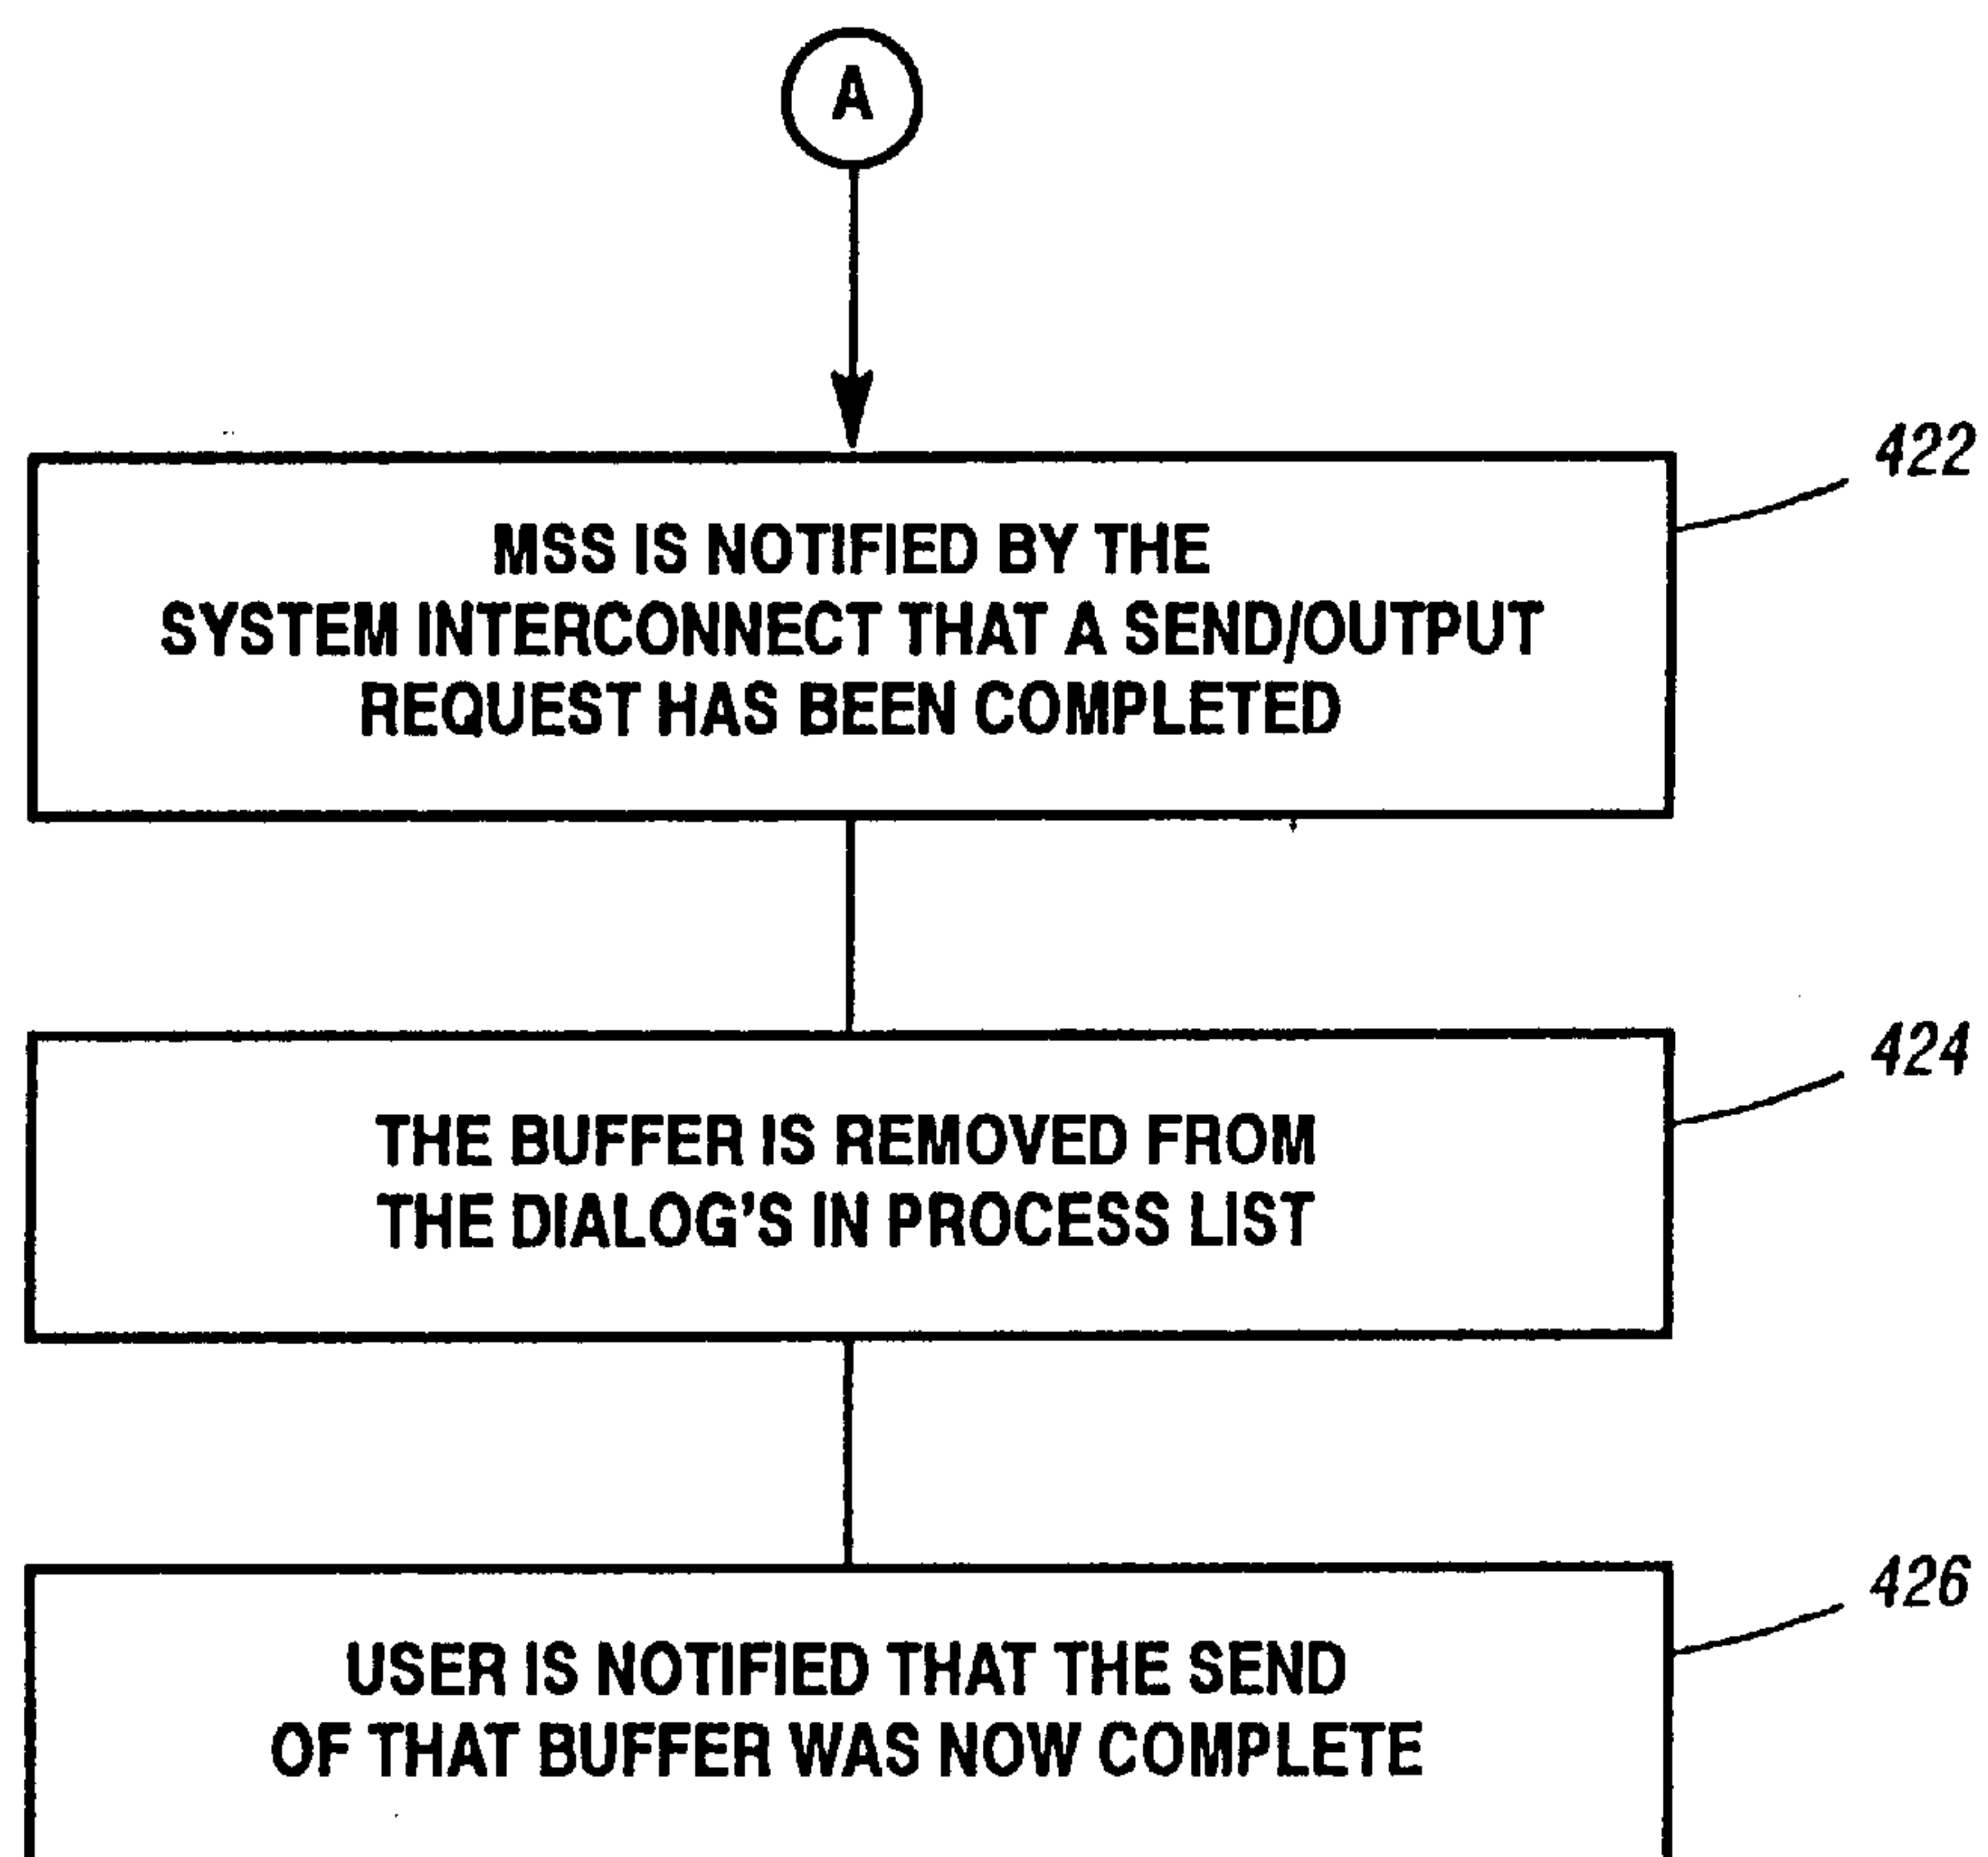 A
422
MSS IS NOTIFIED BY THE
SYSTEM INTERCONNECT THAT A SEND/OUTPUT
REQUEST HAS BEEN COMPLETED
424
THE BUFFER IS REMOVED FROM
THE DIALOG'S IN PROCESS LIST
426
USER IS NOTIFIED THAT THE SEND
OF THAT BUFFER WAS NOW COMPLETE